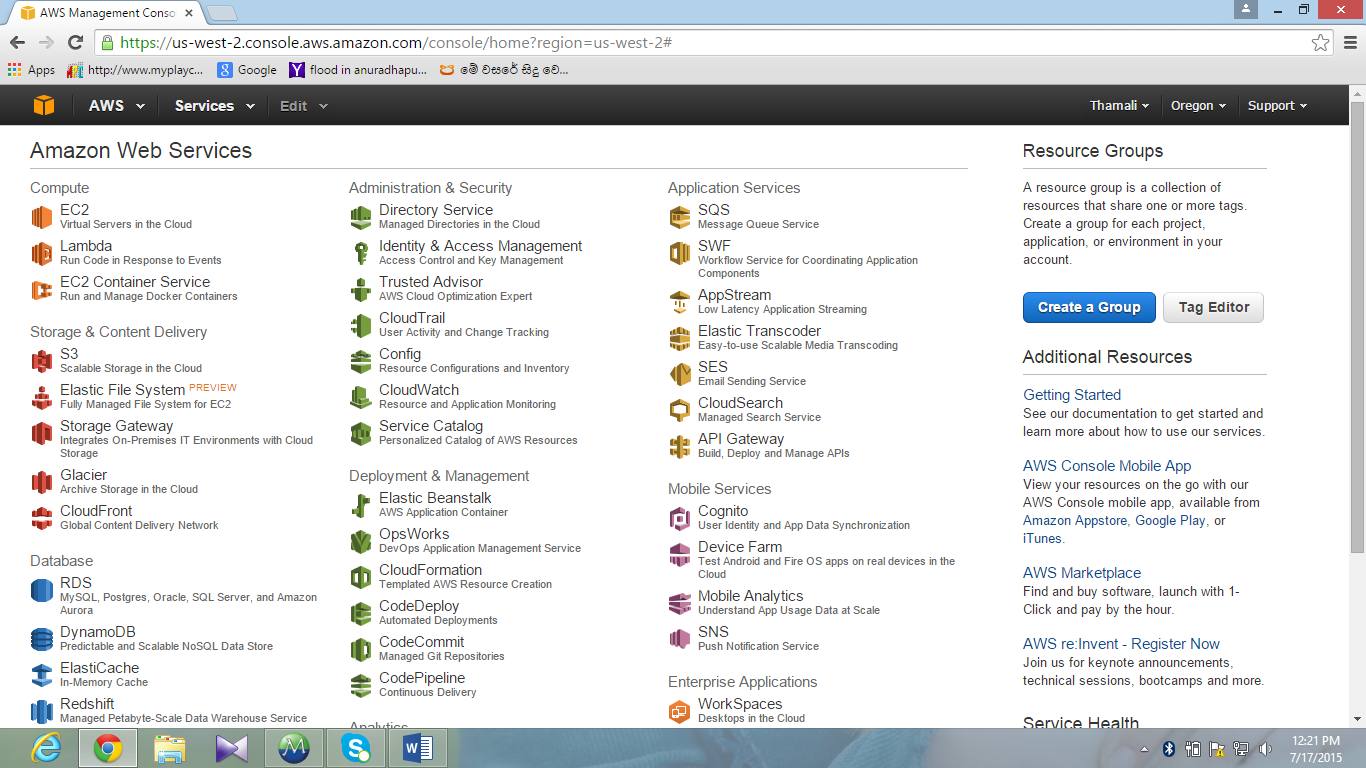 AWS Management Conso
https://us-west-2.console.aws.amazon.com/console/home?region=us-west-2#
Apps
http://www.myplayc...
Google
flood in anuradhapu...
මේ වසරේ සිදු වෙ...
AWS
Services
Edit
Thamali
Oregon
Support
Amazon Web Services
Compute
EC2
Virtual Servers in the Cloud
Lambda
Run Code in Response to Events
EC2 Container Service
Run and Manage Docker Containers
Storage & Content Delivery
S3
Scalable Storage in the Cloud
Elastic File System PREVIEW
Fully Managed File System for EC2
Storage Gateway
Integrates On-Premises IT Environments with Cloud
Storage
Glacier
Archive Storage in the Cloud
CloudFront
Global Content Delivery Network
Database
RDS
MySQL, Postgres, Oracle, SQL Server, and Amazon
Aurora
DynamoDB
Predictable and Scalable NoSQL Data Store
ElastiCache
In-Memory Cache
Redshift
Managed Petabyte-Scale Data Warehouse Service
Administration & Security
Directory Service
Managed Directories in the Cloud
Identity & Access Management
Access Control and Key Management
Trusted Advisor
AWS Cloud Optimization Expert
CloudTrail
User Activity and Change Tracking
Config
Resource Configurations and Inventory
CloudWatch
Resource and Application Monitoring
Service Catalog
Personalized Catalog of AWS Resources
Deployment & Management
Elastic Beanstalk
AWS Application Container
OpsWorks
DevOps Application Management Service
CloudFormation
Templated AWS Resource Creation
CodeDeploy
Automated Deployments
CodeCommit
Managed Git Repositories
CodePipeline
Continuous Delivery
Analytics
Application Services
SQS
Message Queue Service
SWF
Workflow Service for Coordinating Application
Components
AppStream
Low Latency Application Streaming
Elastic Transcoder
Easy-to-use Scalable Media Transcoding
SES
Email Sending Service
CloudSearch
Managed Search Service
API Gateway
Build, Deploy and Manage APIs
Mobile Services
Cognito
User Identity and App Data Synchronization
Device Farm
Test Android and Fire OS apps on real devices in the
Cloud
Mobile Analytics
Understand App Usage Data at Scale
SNS
Push Notification Service
Enterprise Applications
WorkSpaces
Desktops in the Cloud
Resource Groups
A resource group is a collection of
resources that share one or more tags.
Create a group for each project,
application, or environment in your
account.
Create a Group
Tag Editor
Additional Resources
Getting Started
See our documentation to get started and
learn more about how to use our services.
AWS Console Mobile App
View your resources on the go with our
AWS Console mobile app, available from
Amazon Appstore, Google Play, or
iTunes.
AWS Marketplace
Find and buy software, launch with 1-
Click and pay by the hour.
AWS re:Invent - Register Now
Join us for keynote announcements,
technical sessions, bootcamps and more.
Service Health
12:21 PM
7/17/2015